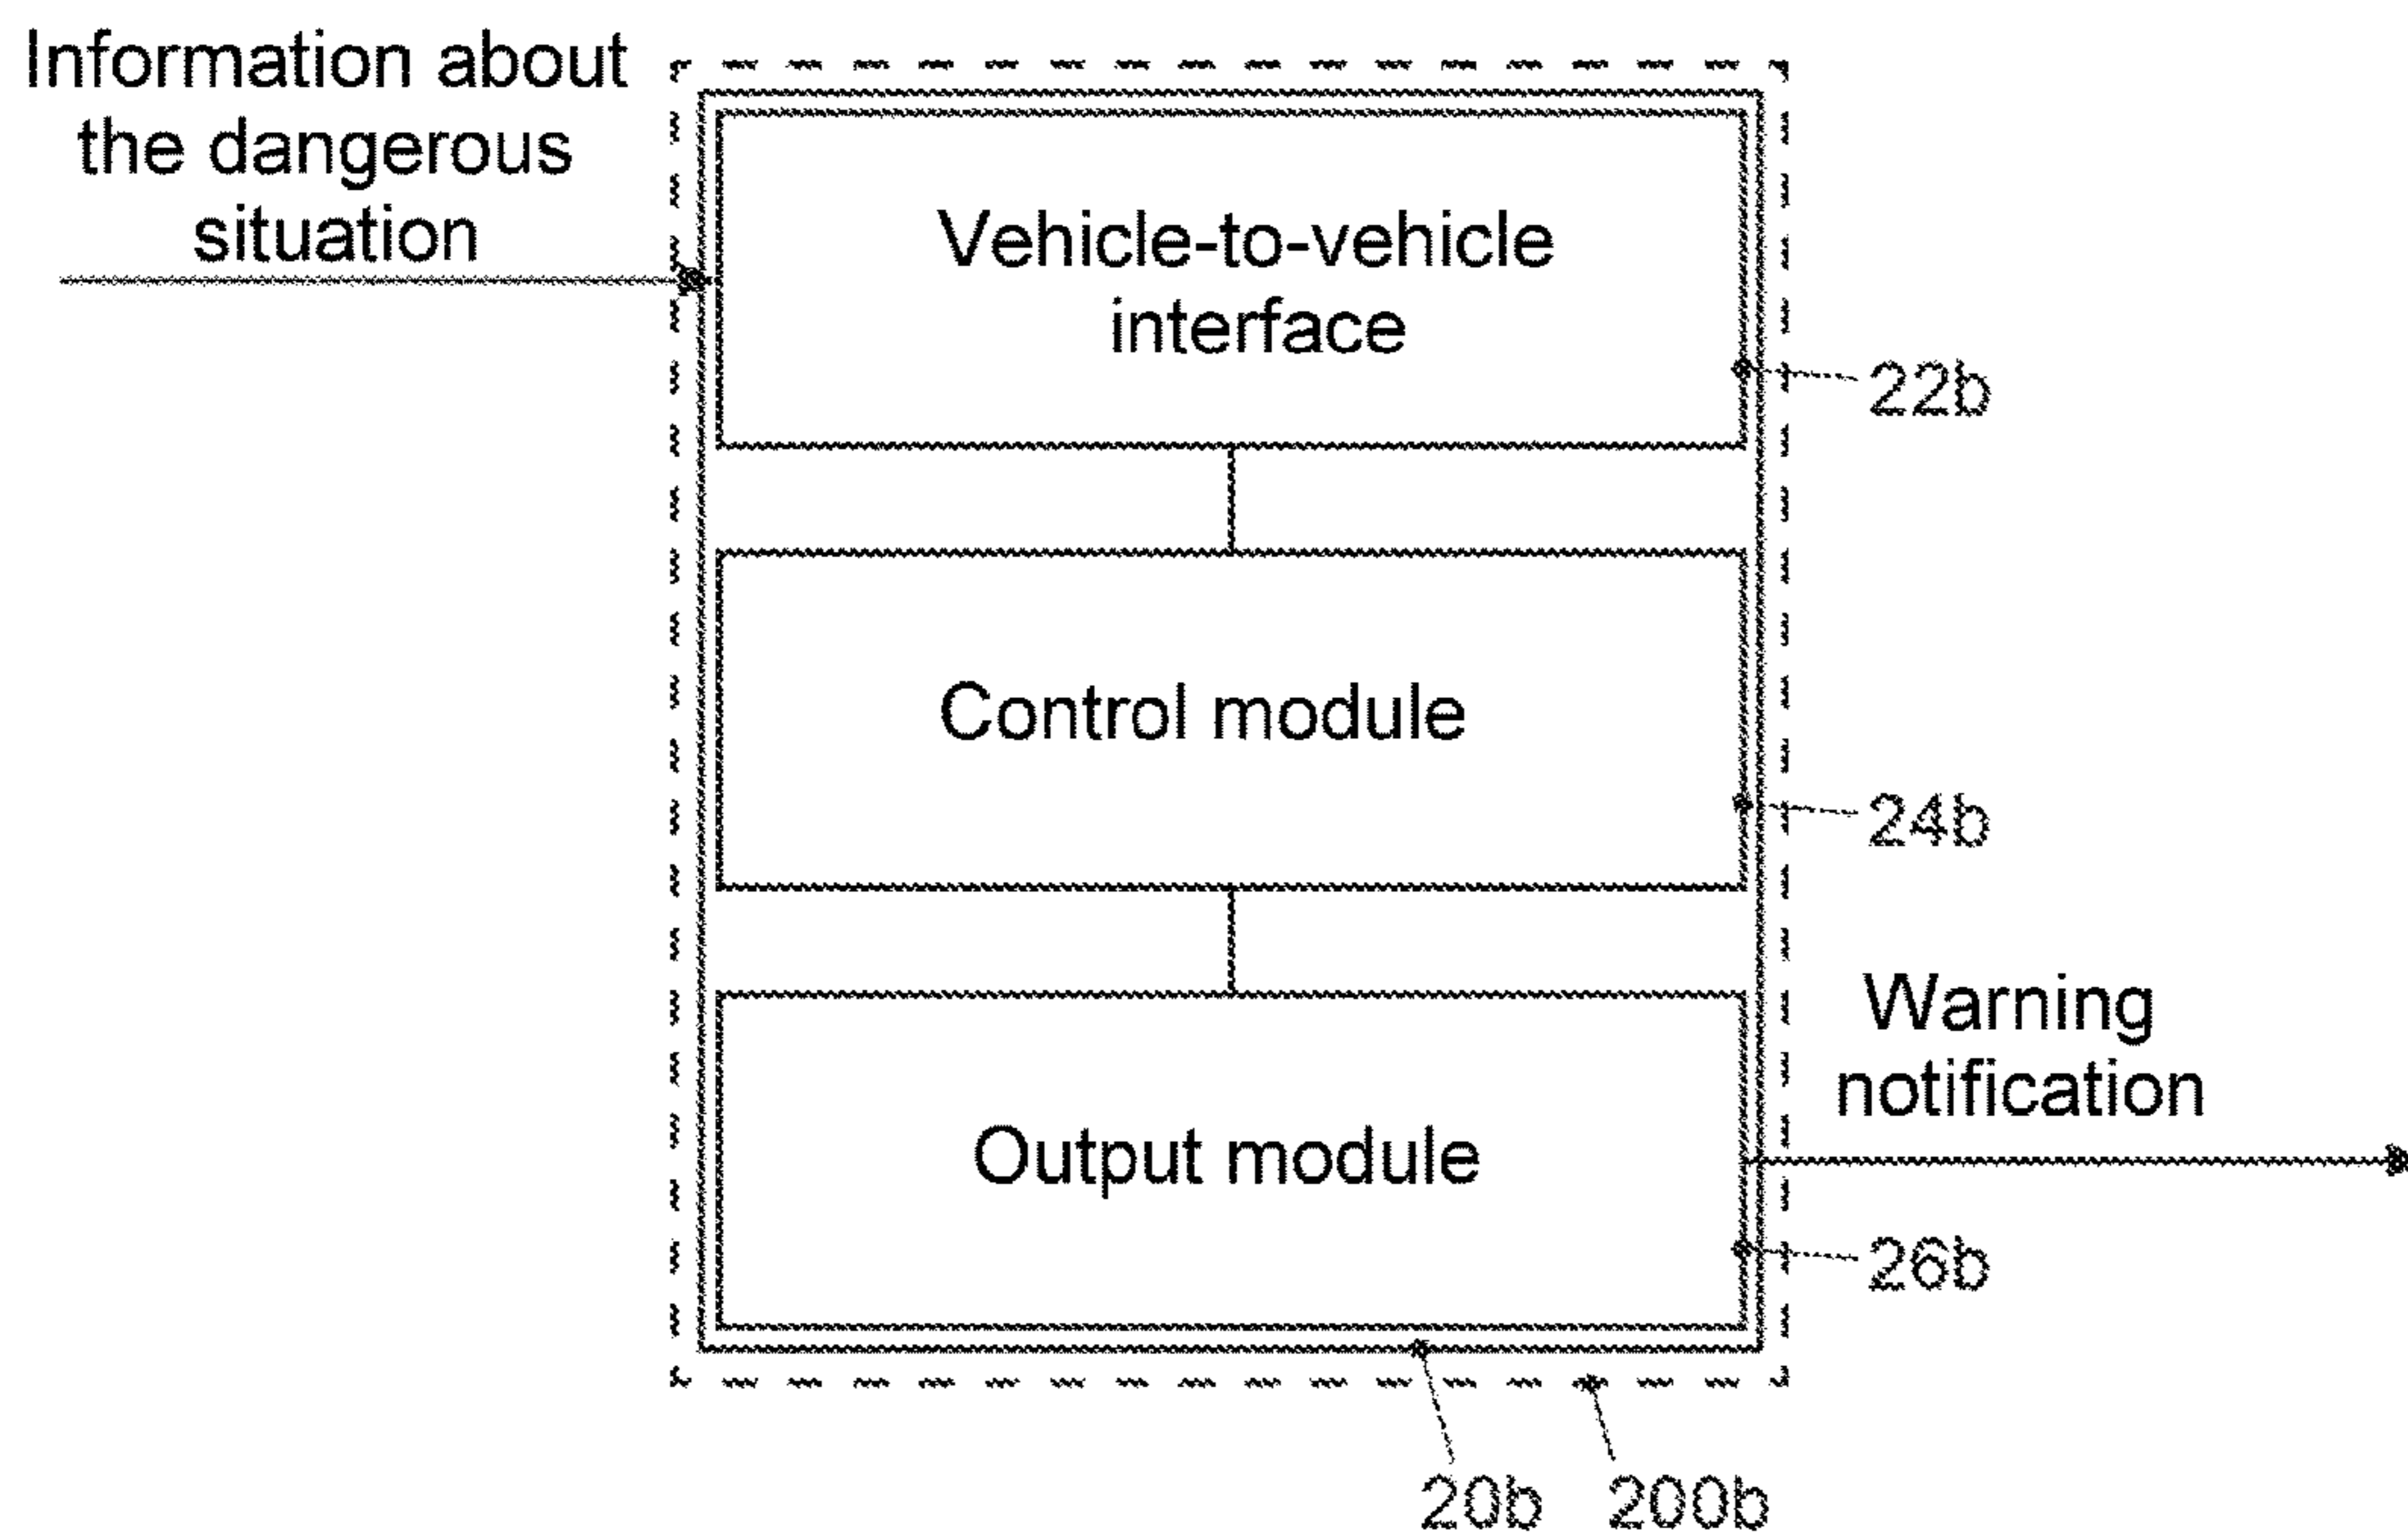 Information about
the dangerous
situation
Vehicle-to-vehicle
interface
22b
Control module
24b
Warning
notification
Output module
26b
20b
200b